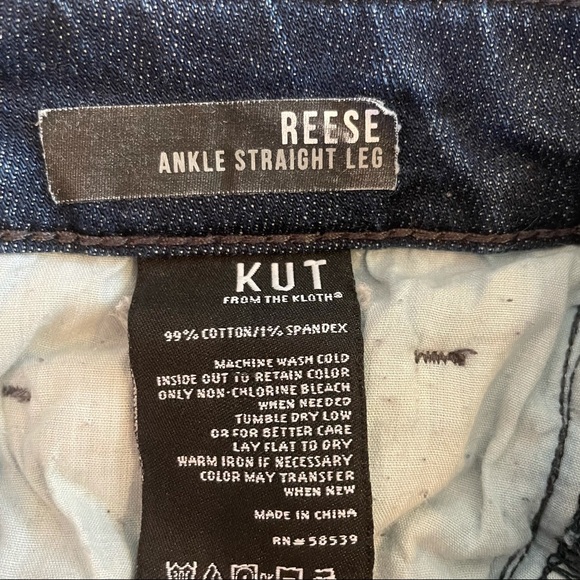 REESE
ANKLE STRAIGHT LEG
KUT
FROM THE KLOTH®
99% COTTON/1% SPANDEX
MACHINE WASH COLD
INSIDE OUT TO RETAIN COLOR
ONLY NON-CHLORINE BLEACH
WHEN NEEDED
TUMBLE DRY LOW
OR FOR BETTER CARE
LAY FLAT TO DRY
WARM IRON IF NECESSARY
COLOR MAY TRANSFER
WHEN NEW
MADE IN CHINA
RN# 58539